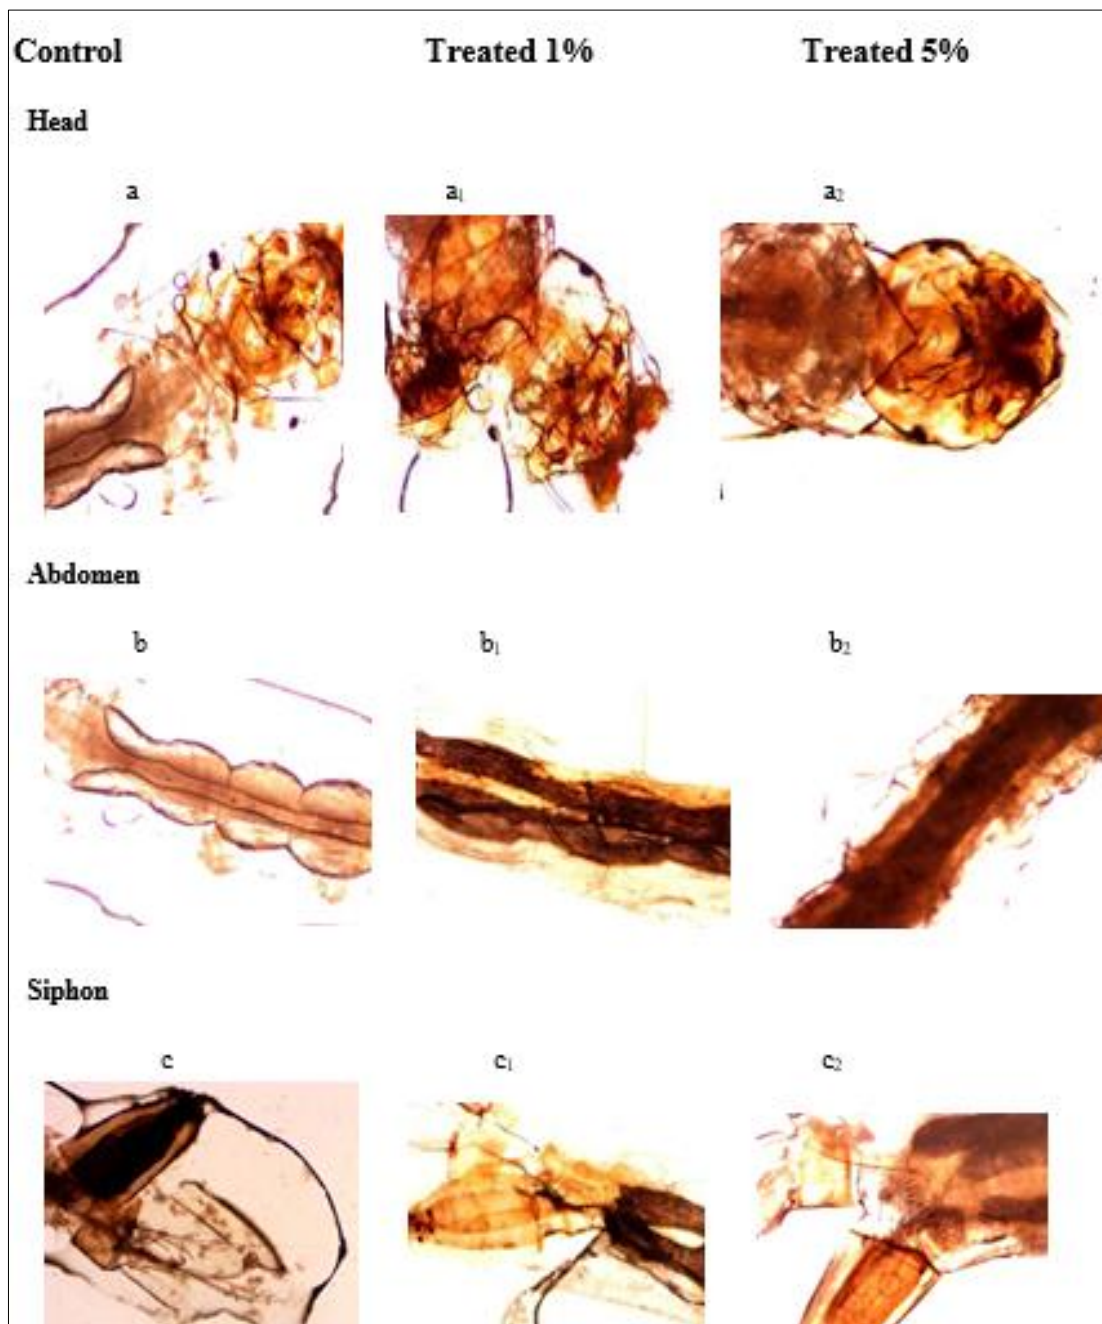 Control Treated 1% Treated 5%
Head
a a₁ a₂
Abdomen
b b₁ b₂
Siphon
c c₁ c₂